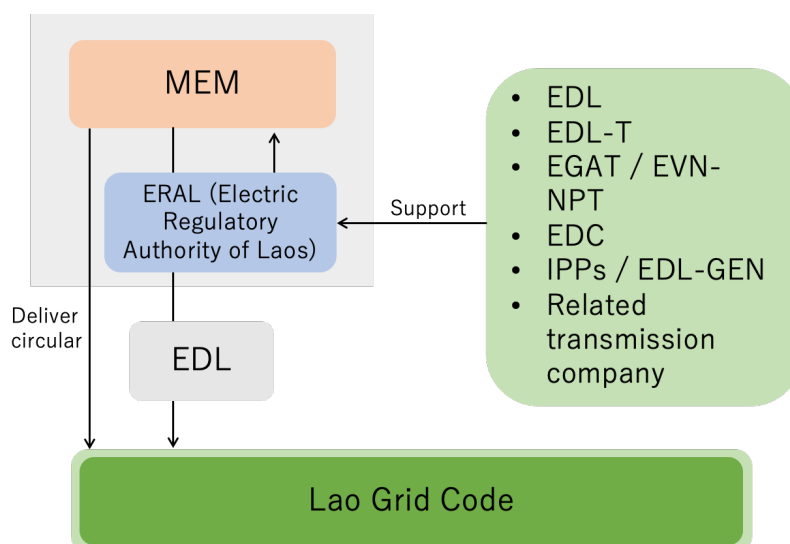 MEM
ERAL (Electric
Regulatory
Authority of Laos)
Support
• EDL
• EDL-T
• EGAT / EVN-
NPT
• EDC
• IPPs / EDL-GEN
• Related
transmission
company
Deliver
circular
EDL
Lao Grid Code